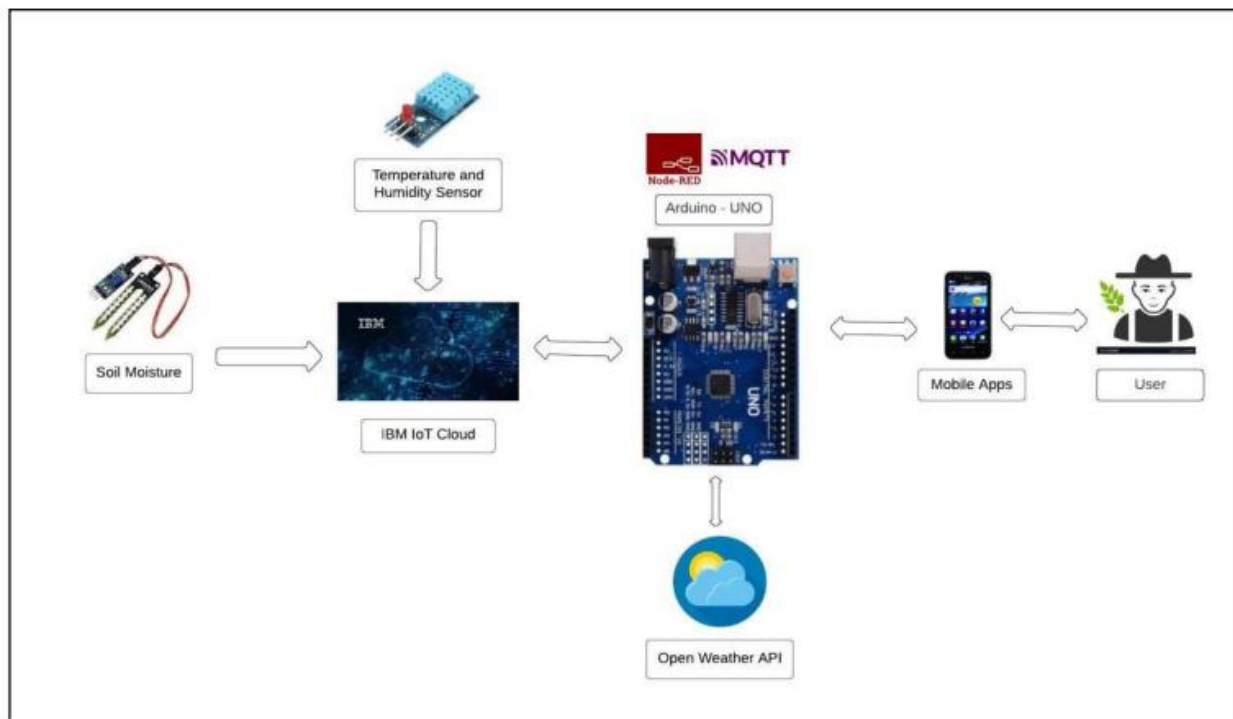 Temperature and
Humidity Sensor
Node-RED
MQTT
Arduino - UNO
IBM
Soil Moisture
IBM IoT Cloud
UNO
Mobile Apps
User
Open Weather API